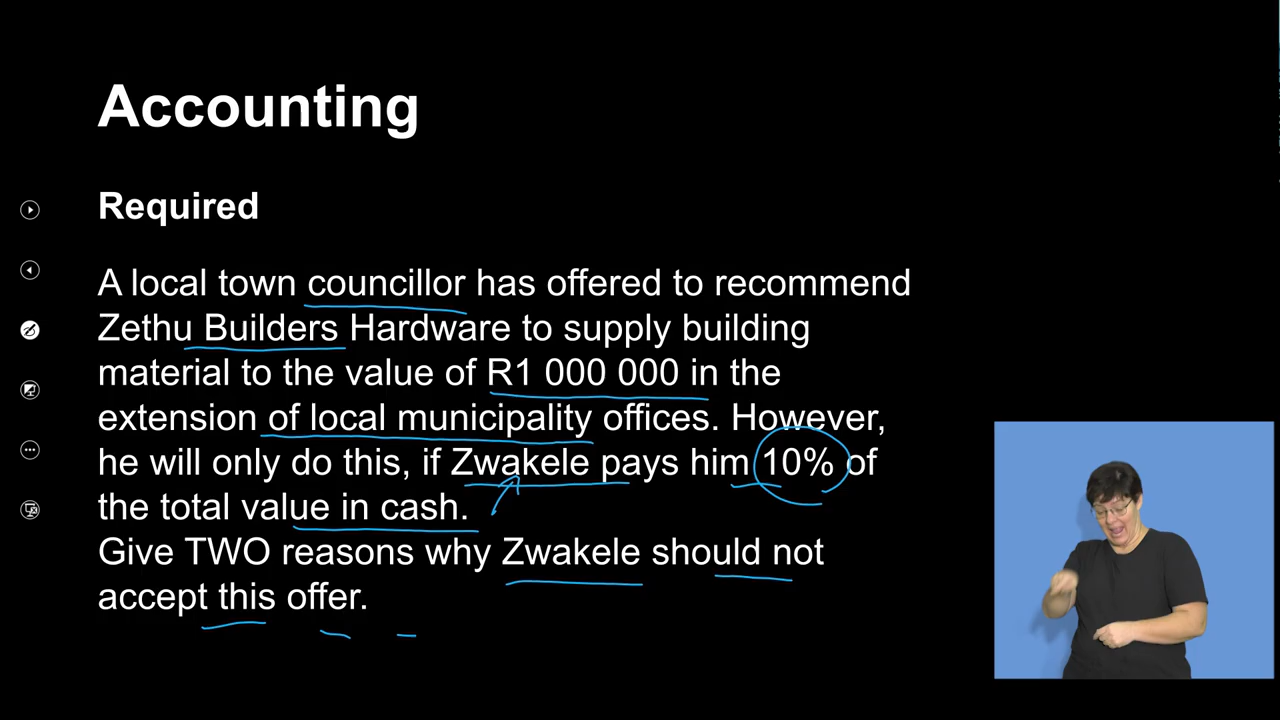 Accounting
Required
A local town councillor has offered to recommend
Zethu Builders Hardware to supply building
material to the value of R1 000 000 in the
extension of local municipality offices. However,
he will only do this, if Zwakele pays him 10% of
the total value in cash.
Give TWO reasons why Zwakele should not
accept this offer.